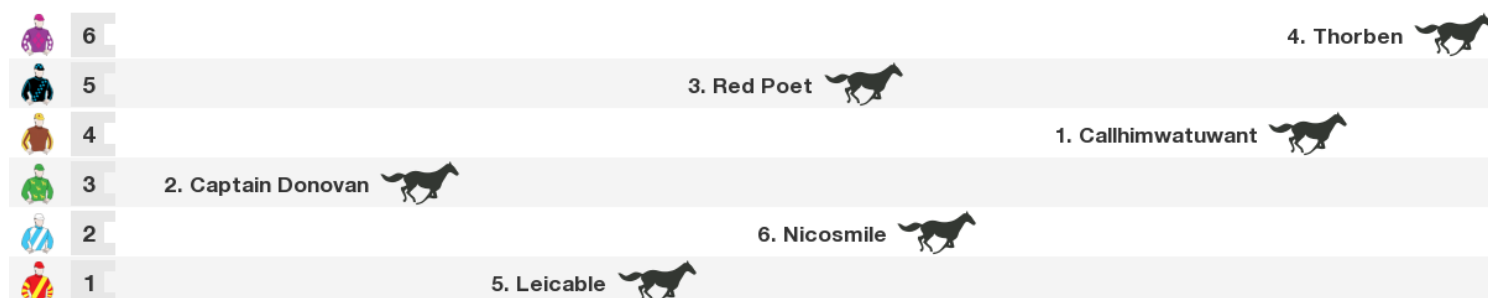 6 4. Thorben
5 3. Red Poet
4 1. Callhimwatuwant
3 2. Captain Donovan
2 6. Nicosmile
1 5. Leicable